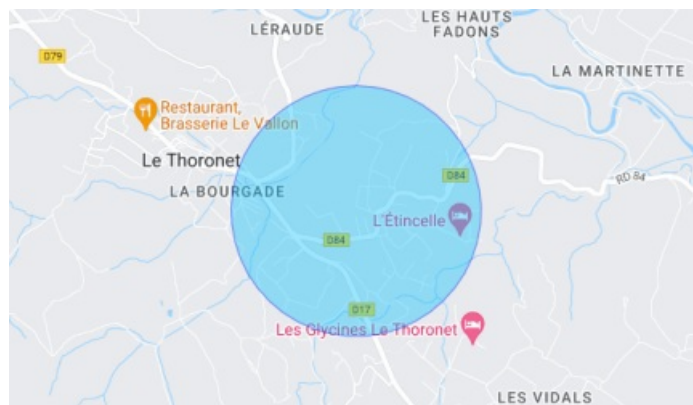 LES HAUTS
FADONS
LÉRAUDE
D79
LA MARTINETTE
Restaurant,
Brasserie Le Vallon
Le Thoronet
LA BOURGADE
D84
RD 84
L'Étincelle
D84
D17
Les Glycines Le Thoronet
LES VIDALS